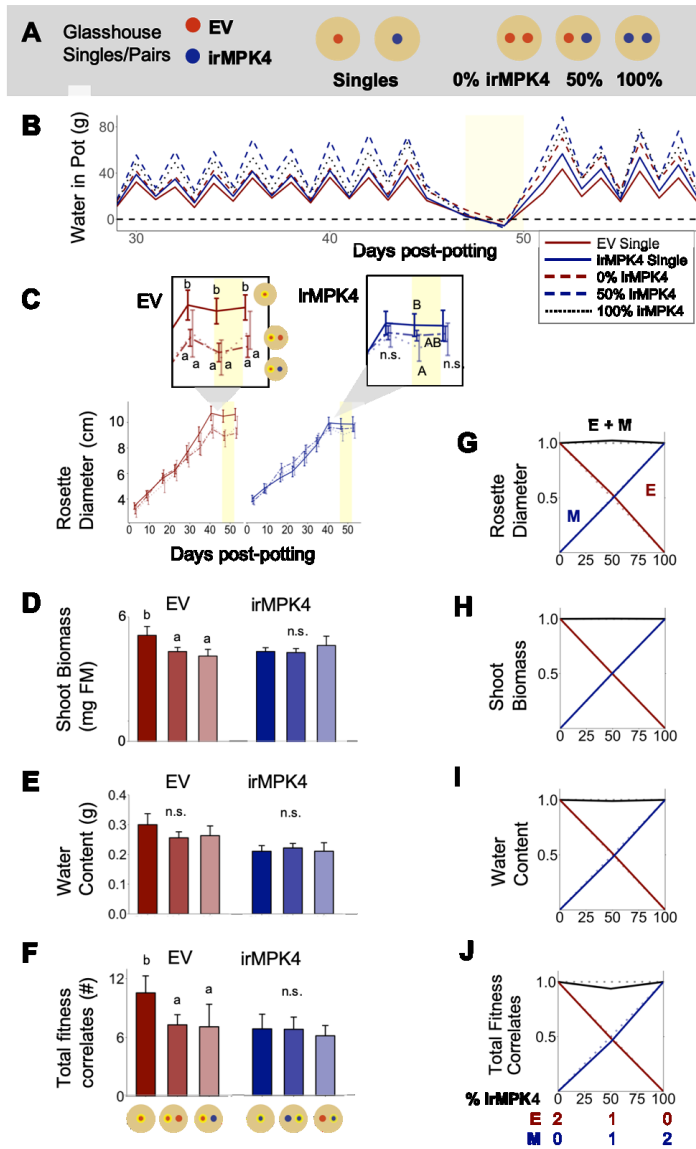 A
Glasshouse
Singles/Pairs
EV
irMPK4
Singles
0% irMPK4 50% 100%
B
Water in Pot (g)
80
40
0
30 40 50
Days post-potting
EV Single
IrMPK4 Single
0% IrMPK4
50% IrMPK4
100% IrMPK4
C
EV
b b b
a a a a a
IrMPK4
B
n.s. AB n.s.
A
Rosette
Diameter (cm)
10
8
6
4
0 10 20 30 40 50 0 10 20 30 40 50
Days post-potting
D
EV irMPK4
Shoot Biomass
(mg FM)
6
0
b a a n.s.
E
EV irMPK4
Water
Content (g)
0.4
0.3
0.2
0.1
0.0
n.s. n.s.
F
EV irMPK4
Total fitness
correlates (#)
12
6
0
b a a n.s.
G
E + M
Rosette
Diameter
1.0
0.5
M E
0 25 50 75 100
H
Shoot
Biomass
1.0
0.5
0 25 50 75 100
I
Water
Content
1.0
0.5
0 25 50 75 100
J
Total Fitness
Correlates
1.0
0.5
% IrMPK4 0 25 50 75 100
E 2 1 0
M 0 1 2